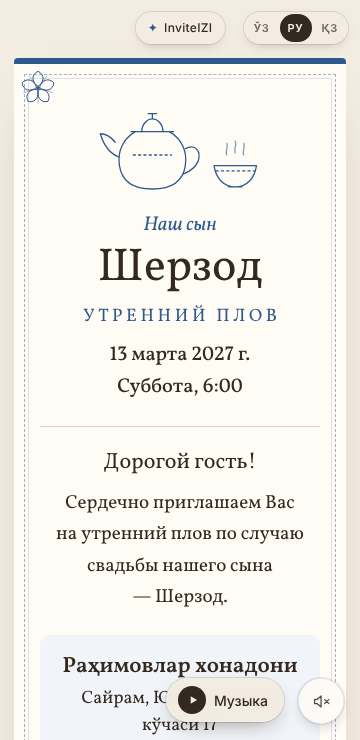 InviteIZI
ЎЗ РУ ҚЗ
Наш сын
Шерзод
УТРЕННИЙ ПЛОВ
13 марта 2027 г.
Суббота, 6:00
Дорогой гость!
Сердечно приглашаем Вас
на утренний плов по случаю
свадьбы нашего сына
— Шерзод.
Раҳимовлар хонадони
Сайрам,
кўчаси 17
Музыка